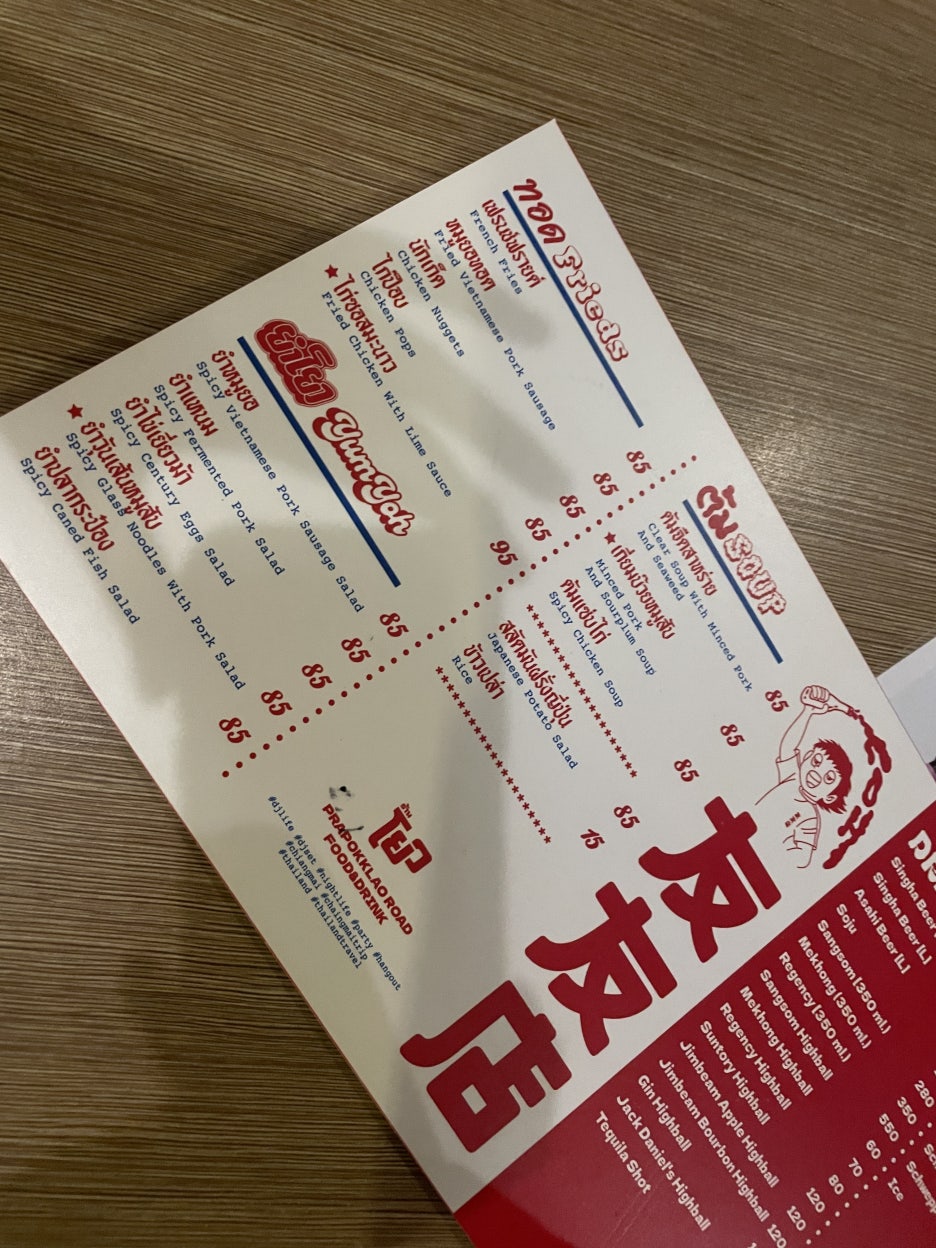 ทอด Frieds
เฟรนช์ฟรายด์
French Fries
หมูยอทอด
Fried Vietnamese Pork Sausage
85
นักเก็ต
Chicken Nuggets
85
ไก่ป๊อบ
Chicken Pops
85
ไก่ซอสมะนาว
Fried Chicken With Lime Sauce
95
ยำโย YumYoh
ยำหมูยอ
Spicy Vietnamese Pork Sausage Salad
85
ยำแหนม
Spicy Fermented Pork Salad
85
ยำไข่เยี่ยวม้า
Spicy Century Eggs Salad
85
ยำวุ้นเส้นหมูสับ
Spicy Glass Noodles With Pork Salad
85
ยำปลากระป๋อง
Spicy Caned Fish Salad
85
ต้ม SOUP
ต้มจืดสาหร่าย
Clear Soup With Minced Pork
And Seaweed
85
เกี่ยมบ๊วยหมูสับ
Minced Pork
And Sourplum Soup
85
ต้มแซ่บไก่
Spicy Chicken Soup
85
สลัดมันฝรั่งญี่ปุ่น
Japanese Potato Salad
85
ข้าวเปล่า
Rice
15
ร้าน
โยว
PRAPOKKLAO ROAD
FOOD&DRINK
#djlife #djset #nightlife #party #hangout
#chiangmai #chaingmaitrip
#thailand #thailandtravel
友友店
Singha Beer
Singha Beer [L]
Asahi Beer [L]
Soju
Sangsom [350 ml.]
Mekhong [350 ml.]
Regency [350 ml.]
Sangsom Highball
Mekhong Highball
Regency Highball
Suntory Highball
Jimbeam Apple Highball
Jimbeam Bourbon Highball
Gin Highball
Jack Daniel's Highball
Tequila Shot
280
350
550
60
70
80
120
120
120
Ice